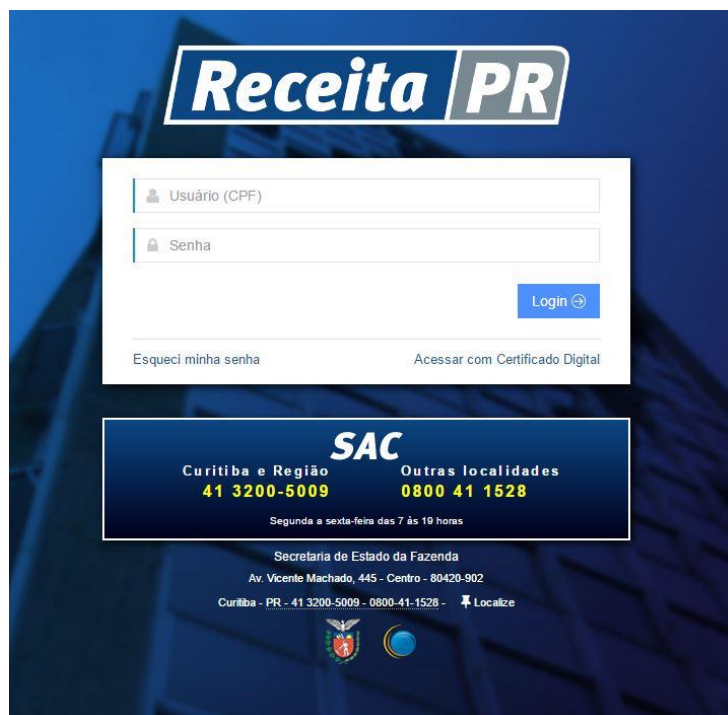 Receita PR
Usuário (CPF)
Senha
Login
Esqueci minha senha
Acessar com Certificado Digital
SAC
Curitiba e Região
41 3200-5009
Outras localidades
0800 41 1528
Segunda a sexta-feira das 7 às 19 horas
Secretaria de Estado da Fazenda
Av. Vicente Machado, 445 - Centro - 80420-902
Curitiba - PR - 41 3200-5009 - 0800-41-1528 - Localize